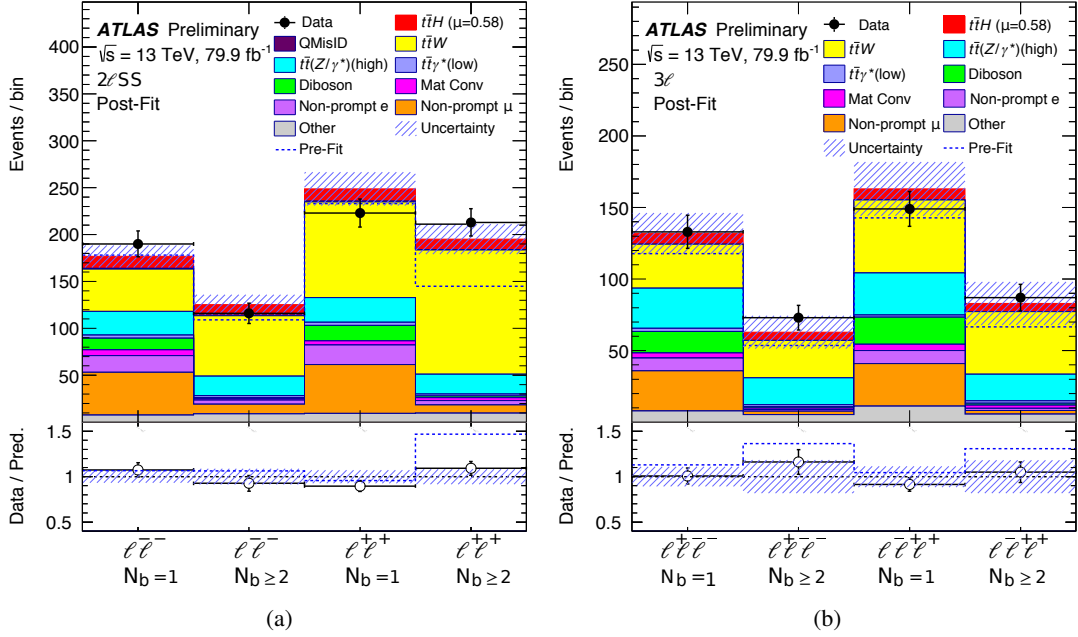 ATLAS Preliminary
√s = 13 TeV, 79.9 fb⁻¹
2ℓSS
Post-Fit
Data
tt̄H (μ=0.58)
QMisID
tt̄W
tt̄(Z/γ*)(high)
tt̄γ*(low)
Diboson
Mat Conv
Non-prompt e
Non-prompt μ
Other
Uncertainty
Pre-Fit
Events / bin
400
350
300
250
200
150
100
50
Data / Pred.
1.5
1
0.5
ℓ⁻ℓ⁻ ℓ⁻ℓ⁻ ℓ⁺ℓ⁺ ℓ⁺ℓ⁺
N_b=1 N_b≥2 N_b=1 N_b≥2
(a)
ATLAS Preliminary
√s = 13 TeV, 79.9 fb⁻¹
3ℓ
Post-Fit
Data
tt̄H (μ=0.58)
tt̄W
tt̄(Z/γ*)(high)
tt̄γ*(low)
Diboson
Mat Conv
Non-prompt e
Non-prompt μ
Other
Uncertainty
Pre-Fit
Events / bin
250
200
150
100
50
Data / Pred.
1.5
1
0.5
ℓ⁺ℓ⁻ℓ⁻ ℓ⁺ℓ⁻ℓ⁻ ℓ⁻ℓ⁺ℓ⁺ ℓ⁻ℓ⁺ℓ⁺
N_b=1 N_b≥2 N_b=1 N_b≥2
(b)